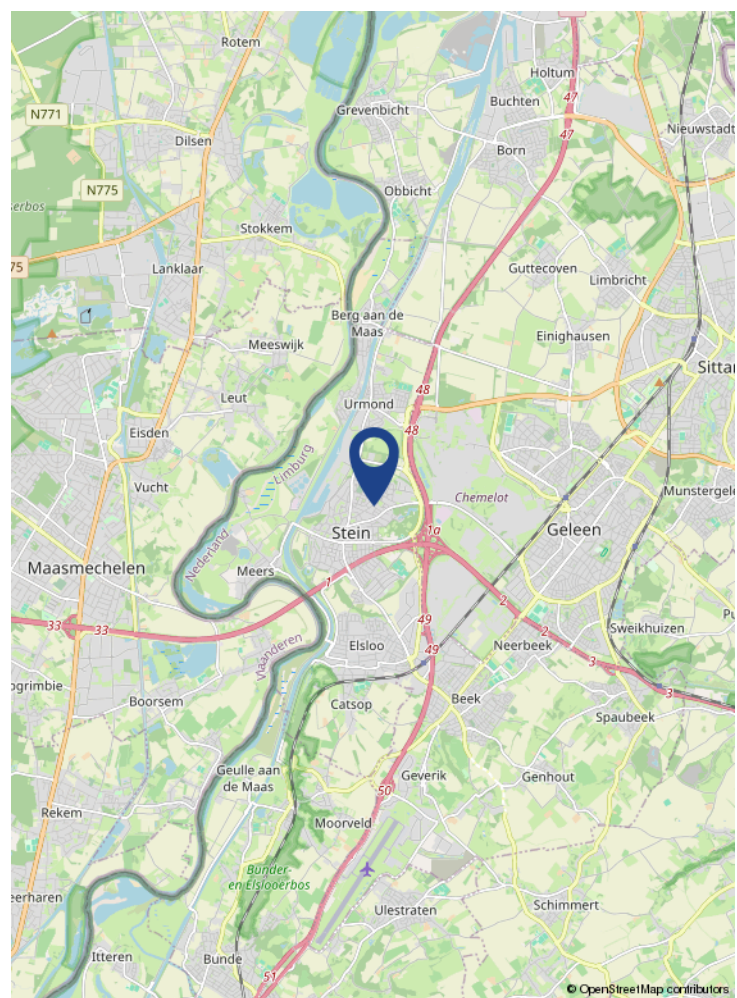 Rotem
Holtum
47
Buchten
Grevenbicht
N771
47
Nieuwstadt
Dilsen
Born
N775
Obbicht
Stokkem
75
Lanklaar
Guttecoven
Limbricht
Berg aan de
Maas
Einighausen
Meeswijk
Sittar
48
Leut
Urmond
48
Eisden
Limburg
Vucht
Chemelot
Munstergele
Stein
1a
Geleen
Nederland
Maasmechelen
Meers
1
2
33
33
49
2
Sweikhuizen
Vlaanderen
Elsloo
49
Neerbeek
3
3
Boorsem
Catsop
Beek
Spaubeek
Geulle aan
de Maas
Geverik
Genhout
50
Rekem
Moorveld
Bunder-
en Elslooerbos
Ulestraten
Schimmert
Itteren
Bunde
51
© OpenStreetMap contributors